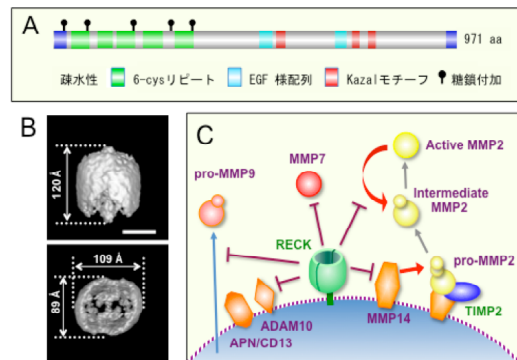 A
971 aa
疎水性 6-cysリピート EGF 様配列 Kazalモチーフ 糖鎖付加
B
120 Å
109 Å
89 Å
C
Active MMP2
MMP7
pro-MMP9
Intermediate
MMP2
RECK
pro-MMP2
TIMP2
MMP14
ADAM10
APN/CD13